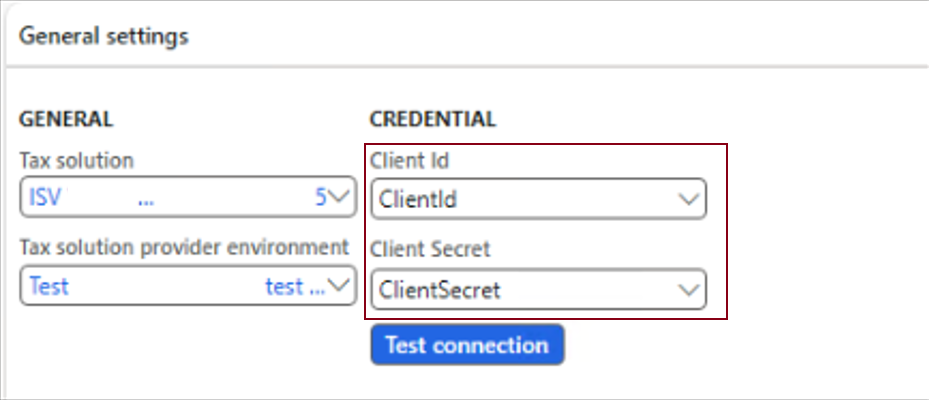 General settings
GENERAL
Tax solution
ISV ... 5
Tax solution provider environment
Test test ...
CREDENTIAL
Client Id
ClientId
Client Secret
ClientSecret
Test connection